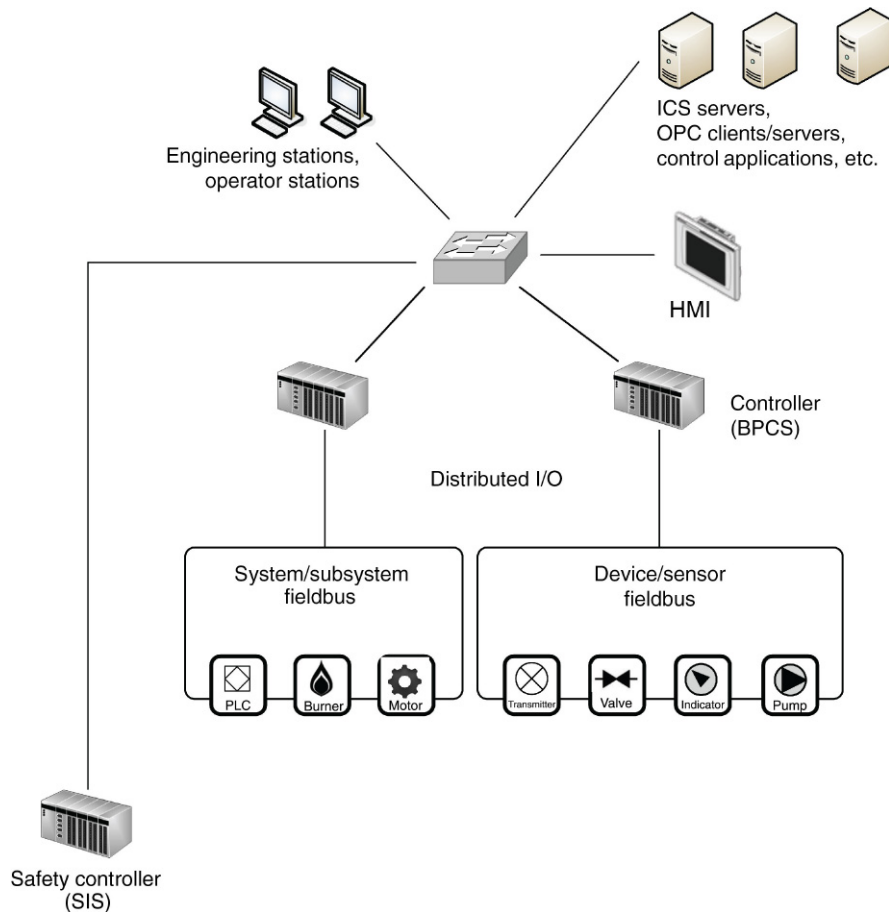 ICS servers,
OPC clients/servers,
control applications, etc.
Engineering stations,
operator stations
HMI
Controller
(BPCS)
Distributed I/O
System/subsystem
fieldbus
Device/sensor
fieldbus
PLC
Burner
Motor
Transmitter
Valve
Indicator
Pump
Safety controller
(SIS)